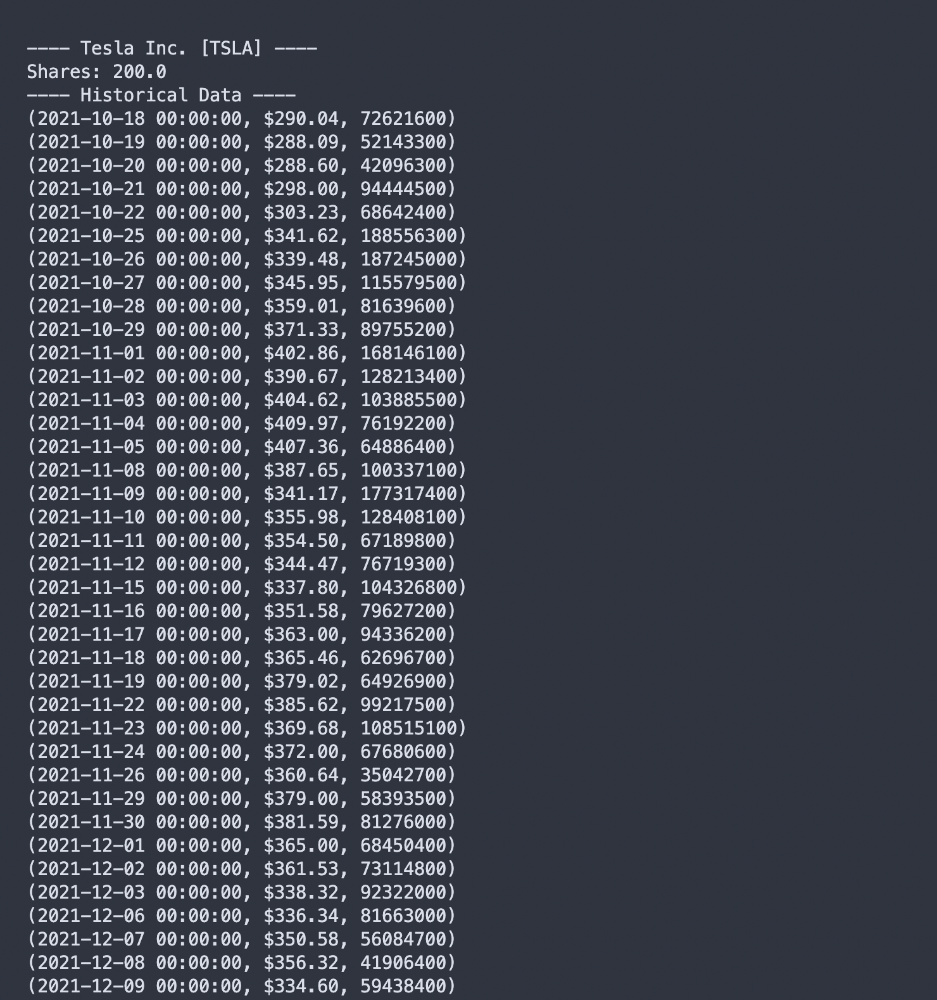 ---- Tesla Inc. [TSLA] ----
Shares: 200.0
---- Historical Data ----
(2021-10-18 00:00:00, $290.04, 72621600)
(2021-10-19 00:00:00, $288.09, 52143300)
(2021-10-20 00:00:00, $288.60, 42096300)
(2021-10-21 00:00:00, $298.00, 94444500)
(2021-10-22 00:00:00, $303.23, 68642400)
(2021-10-25 00:00:00, $341.62, 188556300)
(2021-10-26 00:00:00, $339.48, 187245000)
(2021-10-27 00:00:00, $345.95, 115579500)
(2021-10-28 00:00:00, $359.01, 81639600)
(2021-10-29 00:00:00, $371.33, 89755200)
(2021-11-01 00:00:00, $402.86, 168146100)
(2021-11-02 00:00:00, $390.67, 128213400)
(2021-11-03 00:00:00, $404.62, 103885500)
(2021-11-04 00:00:00, $409.97, 76192200)
(2021-11-05 00:00:00, $407.36, 64886400)
(2021-11-08 00:00:00, $387.65, 100337100)
(2021-11-09 00:00:00, $341.17, 177317400)
(2021-11-10 00:00:00, $355.98, 128408100)
(2021-11-11 00:00:00, $354.50, 67189800)
(2021-11-12 00:00:00, $344.47, 76719300)
(2021-11-15 00:00:00, $337.80, 104326800)
(2021-11-16 00:00:00, $351.58, 79627200)
(2021-11-17 00:00:00, $363.00, 94336200)
(2021-11-18 00:00:00, $365.46, 62696700)
(2021-11-19 00:00:00, $379.02, 64926900)
(2021-11-22 00:00:00, $385.62, 99217500)
(2021-11-23 00:00:00, $369.68, 108515100)
(2021-11-24 00:00:00, $372.00, 67680600)
(2021-11-26 00:00:00, $360.64, 35042700)
(2021-11-29 00:00:00, $379.00, 58393500)
(2021-11-30 00:00:00, $381.59, 81276000)
(2021-12-01 00:00:00, $365.00, 68450400)
(2021-12-02 00:00:00, $361.53, 73114800)
(2021-12-03 00:00:00, $338.32, 92322000)
(2021-12-06 00:00:00, $336.34, 81663000)
(2021-12-07 00:00:00, $350.58, 56084700)
(2021-12-08 00:00:00, $356.32, 41906400)
(2021-12-09 00:00:00, $334.60, 59438400)